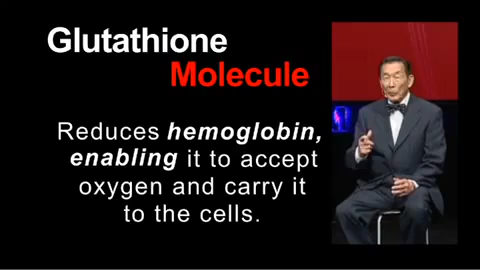 Glutathione
Molecule
Reduces hemoglobin,
enabling it to accept
oxygen and carry it
to the cells.